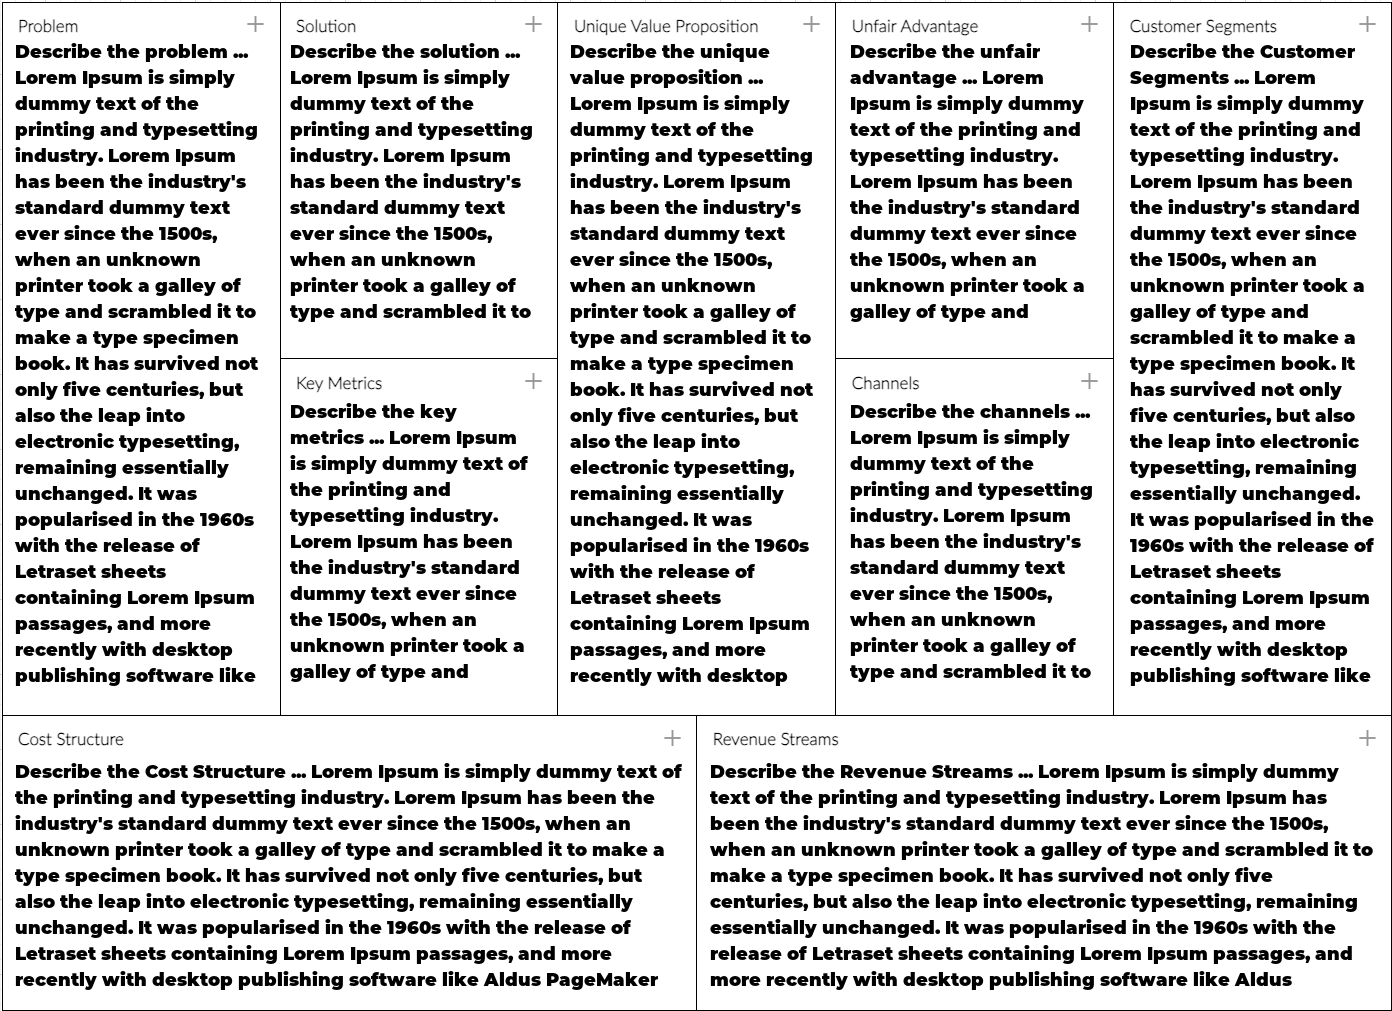 Problem
Describe the problem ...
Lorem Ipsum is simply
dummy text of the
printing and typesetting
industry. Lorem Ipsum
has been the industry's
standard dummy text
ever since the 1500s,
when an unknown
printer took a galley of
type and scrambled it to
make a type specimen
book. It has survived not
only five centuries, but
also the leap into
electronic typesetting,
remaining essentially
unchanged. It was
popularised in the 1960s
with the release of
Letraset sheets
containing Lorem Ipsum
passages, and more
recently with desktop
publishing software like
Solution
Describe the solution ...
Lorem Ipsum is simply
dummy text of the
printing and typesetting
industry. Lorem Ipsum
has been the industry's
standard dummy text
ever since the 1500s,
when an unknown
printer took a galley of
type and scrambled it to
Key Metrics
Describe the key
metrics ... Lorem Ipsum
is simply dummy text of
the printing and
typesetting industry.
Lorem Ipsum has been
the industry's standard
dummy text ever since
the 1500s, when an
unknown printer took a
galley of type and
Unique Value Proposition
Describe the unique
value proposition ...
Lorem Ipsum is simply
dummy text of the
printing and typesetting
industry. Lorem Ipsum
has been the industry's
standard dummy text
ever since the 1500s,
when an unknown
printer took a galley of
type and scrambled it to
make a type specimen
book. It has survived not
only five centuries, but
also the leap into
electronic typesetting,
remaining essentially
unchanged. It was
popularised in the 1960s
with the release of
Letraset sheets
containing Lorem Ipsum
passages, and more
recently with desktop
Unfair Advantage
Describe the unfair
advantage ... Lorem
Ipsum is simply dummy
text of the printing and
typesetting industry.
Lorem Ipsum has been
the industry's standard
dummy text ever since
the 1500s, when an
unknown printer took a
galley of type and
Channels
Describe the channels ...
Lorem Ipsum is simply
dummy text of the
printing and typesetting
industry. Lorem Ipsum
has been the industry's
standard dummy text
ever since the 1500s,
when an unknown
printer took a galley of
type and scrambled it to
Customer Segments
Describe the Customer
Segments ... Lorem
Ipsum is simply dummy
text of the printing and
typesetting industry.
Lorem Ipsum has been
the industry's standard
dummy text ever since
the 1500s, when an
unknown printer took a
galley of type and
scrambled it to make a
type specimen book. It
has survived not only
five centuries, but also
the leap into electronic
typesetting, remaining
essentially unchanged.
It was popularised in the
1960s with the release of
Letraset sheets
containing Lorem Ipsum
passages, and more
recently with desktop
publishing software like
Cost Structure
Describe the Cost Structure ... Lorem Ipsum is simply dummy text of
the printing and typesetting industry. Lorem Ipsum has been the
industry's standard dummy text ever since the 1500s, when an
unknown printer took a galley of type and scrambled it to make a
type specimen book. It has survived not only five centuries, but
also the leap into electronic typesetting, remaining essentially
unchanged. It was popularised in the 1960s with the release of
Letraset sheets containing Lorem Ipsum passages, and more
recently with desktop publishing software like Aldus PageMaker
Revenue Streams
Describe the Revenue Streams ... Lorem Ipsum is simply dummy
text of the printing and typesetting industry. Lorem Ipsum has
been the industry's standard dummy text ever since the 1500s,
when an unknown printer took a galley of type and scrambled it to
make a type specimen book. It has survived not only five
centuries, but also the leap into electronic typesetting, remaining
essentially unchanged. It was popularised in the 1960s with the
release of Letraset sheets containing Lorem Ipsum passages, and
more recently with desktop publishing software like Aldus